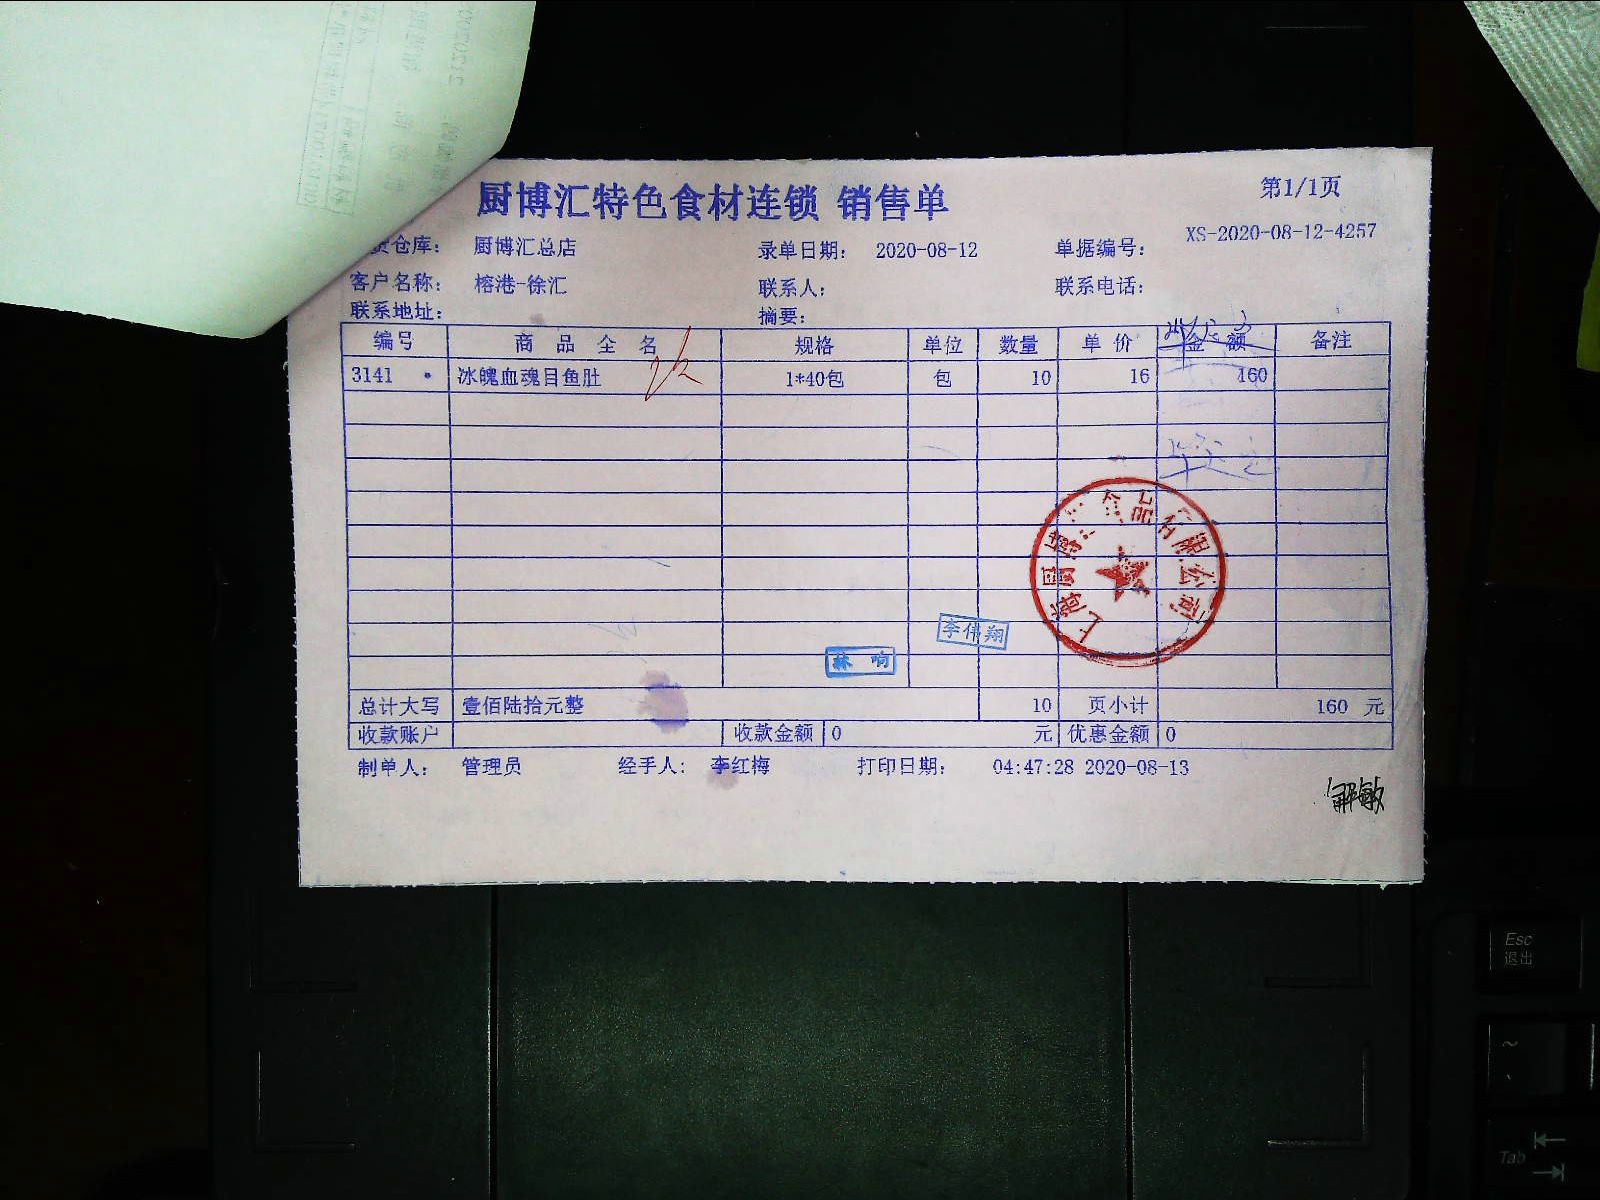 厨博汇特色食材连锁 销售单
第1/1页
仓库: 厨博汇总店 录单日期: 2020-08-12 单据编号: XS-2020-08-12-4257
客户名称: 榕港-徐汇 联系人: 联系电话:
联系地址: 摘要:
编号 商品全名 规格 单位 数量 单价 金额 备注
3141 冰魄血魂目鱼肚 1*40包 包 10 16 160
李伟翔
林响
总计大写 壹佰陆拾元整 10 页小计 160 元
收款账户 收款金额 0 元 优惠金额 0
制单人: 管理员 经手人: 李红梅 打印日期: 04:47:28 2020-08-13
解敏
Esc
退出
~
Tab